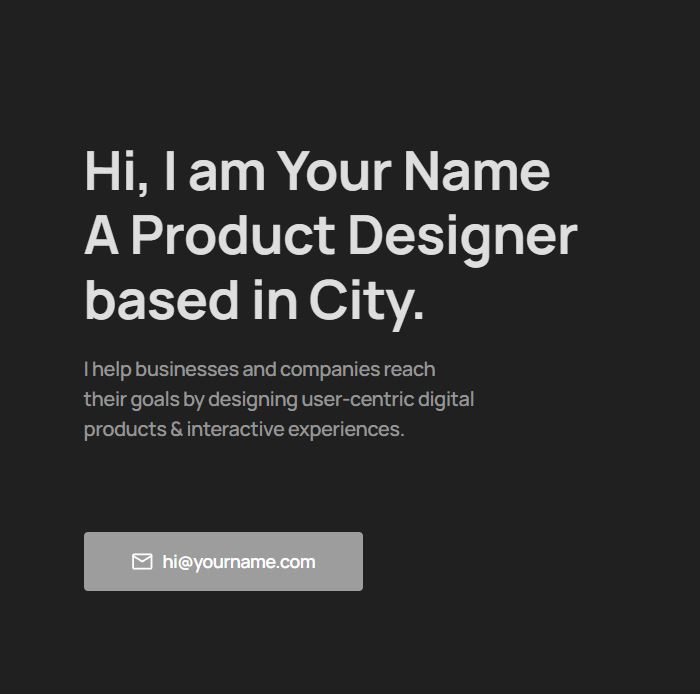 Hi, I am Your Name
A Product Designer
based in City.
I help businesses and companies reach
their goals by designing user-centric digital
products & interactive experiences.
hi@yourname.com